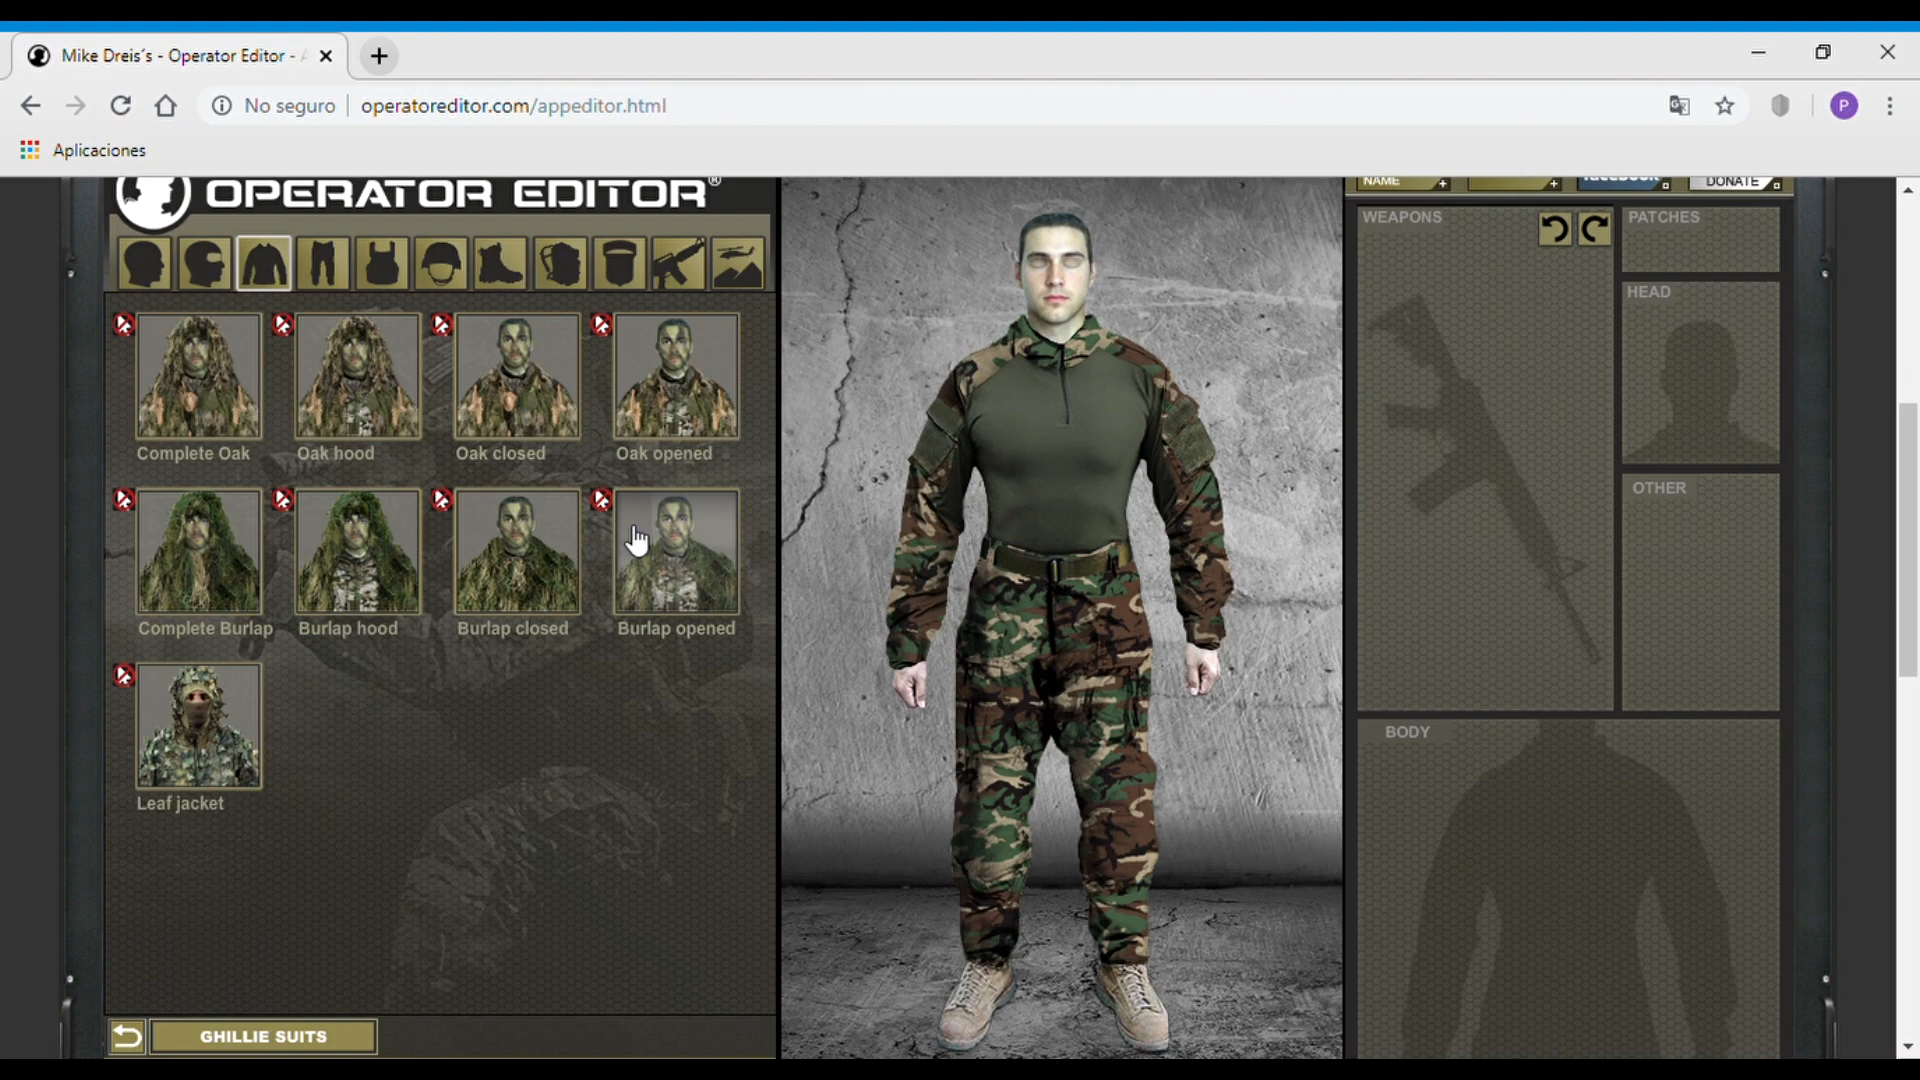 Mike Dreis´s - Operator Editor -
No seguro
operatoreditor.com/appeditor.html
P
Aplicaciones
OPERATOR EDITOR®
NAME
facebook
DONATE
WEAPONS
PATCHES
HEAD
OTHER
BODY
Complete Oak
Oak hood
Oak closed
Oak opened
Complete Burlap
Burlap hood
Burlap closed
Burlap opened
Leaf jacket
GHILLIE SUITS